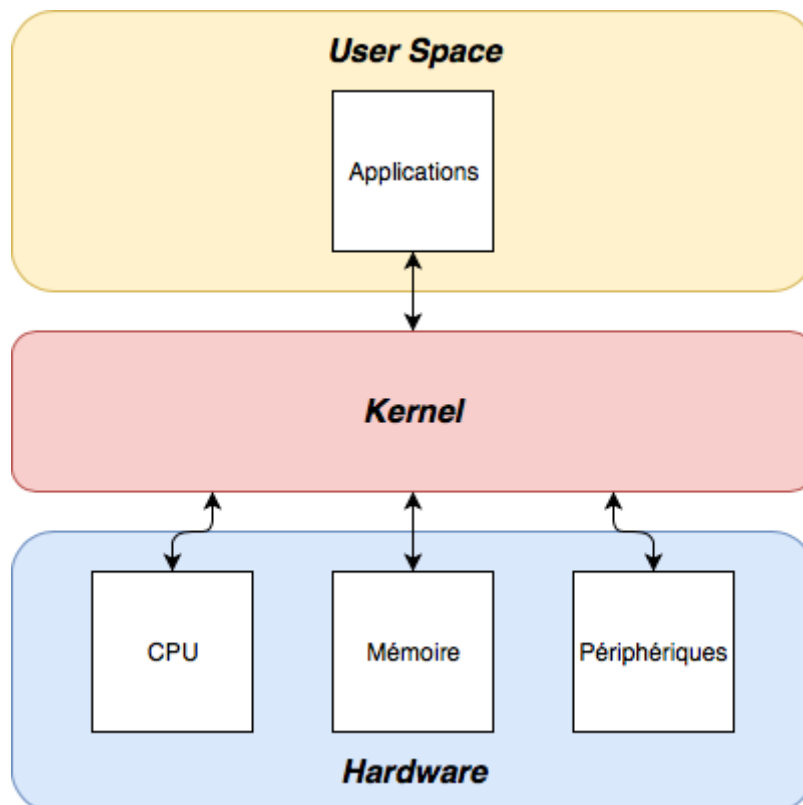 User Space
Applications
Kernel
CPU
Mémoire
Périphériques
Hardware